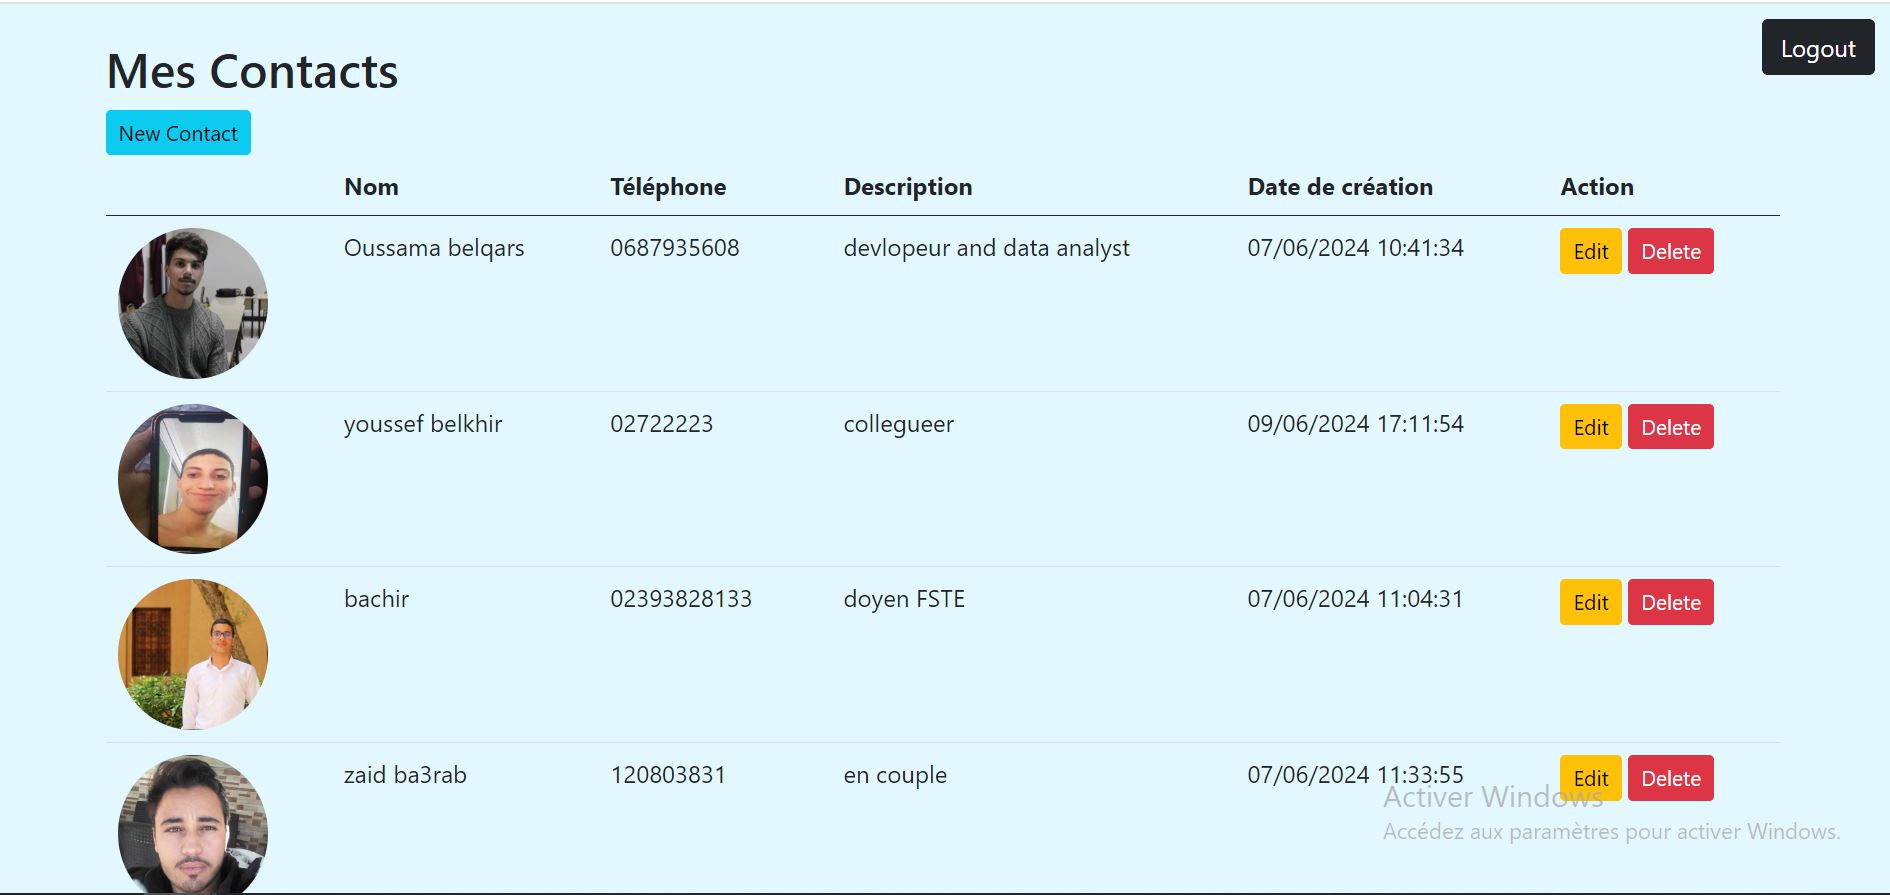 Logout
Mes Contacts
New Contact
Nom Téléphone Description Date de création Action
Oussama belqars 0687935608 devlopeur and data analyst 07/06/2024 10:41:34 Edit Delete
youssef belkhir 02722223 collegueer 09/06/2024 17:11:54 Edit Delete
bachir 02393828133 doyen FSTE 07/06/2024 11:04:31 Edit Delete
zaid ba3rab 120803831 en couple 07/06/2024 11:33:55 Edit Delete
Activer Windows
Accédez aux paramètres pour activer Windows.